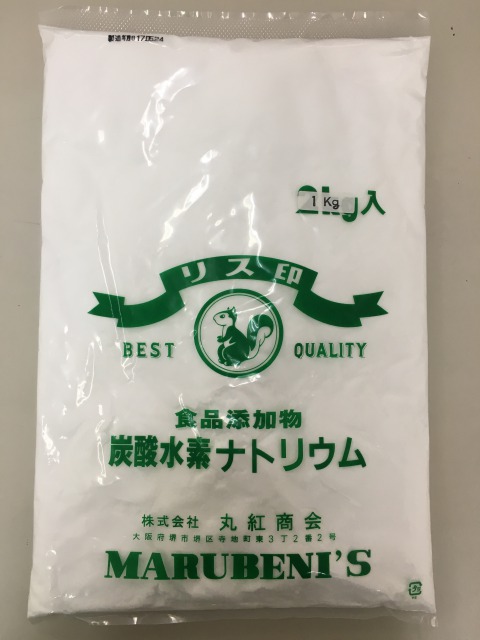 製造年月日17.05.24
1 Kg入
リス印
BEST QUALITY
食品添加物
炭酸水素ナトリウム
株式会社 丸紅商会
大阪府堺市堺区寺地町東3丁2番2号
MARUBENI'S
プラ